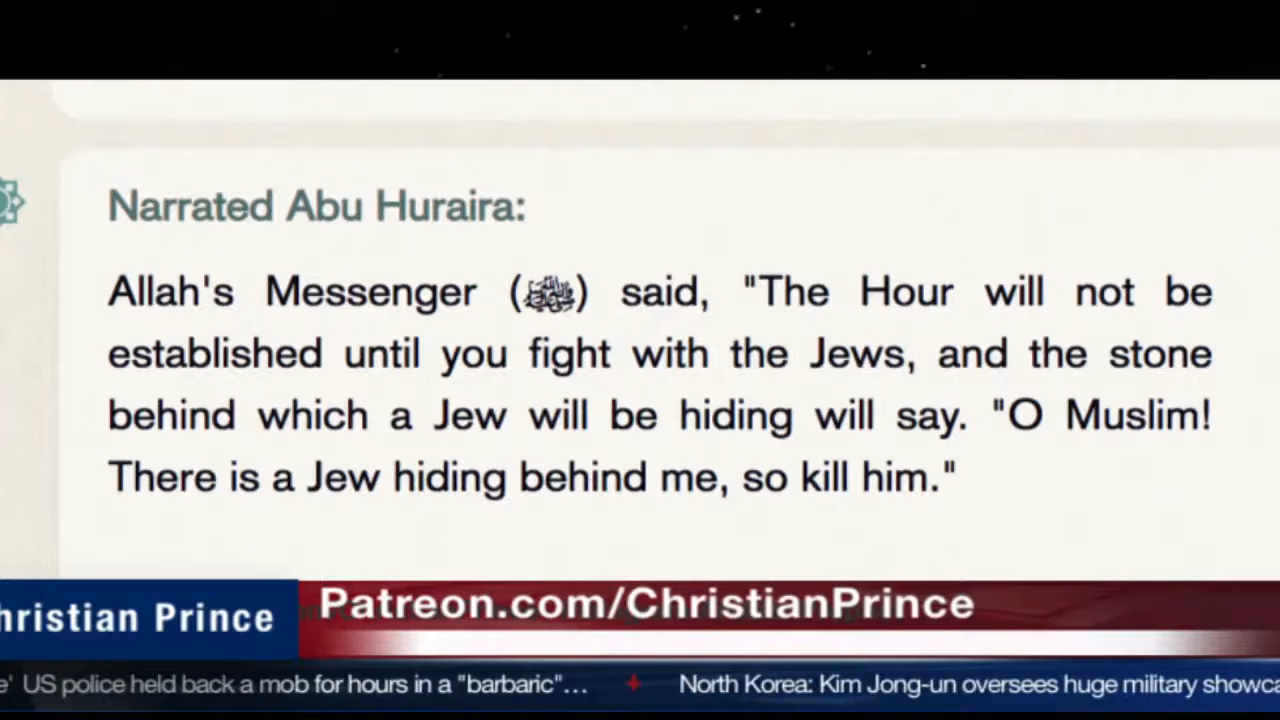 Narrated Abu Huraira:
Allah's Messenger (ﷺ) said, "The Hour will not be
established until you fight with the Jews, and the stone
behind which a Jew will be hiding will say. "O Muslim!
There is a Jew hiding behind me, so kill him."
hristian Prince
Patreon.com/ChristianPrince
e' US police held back a mob for hours in a "barbaric"… + North Korea: Kim Jong-un oversees huge military showca